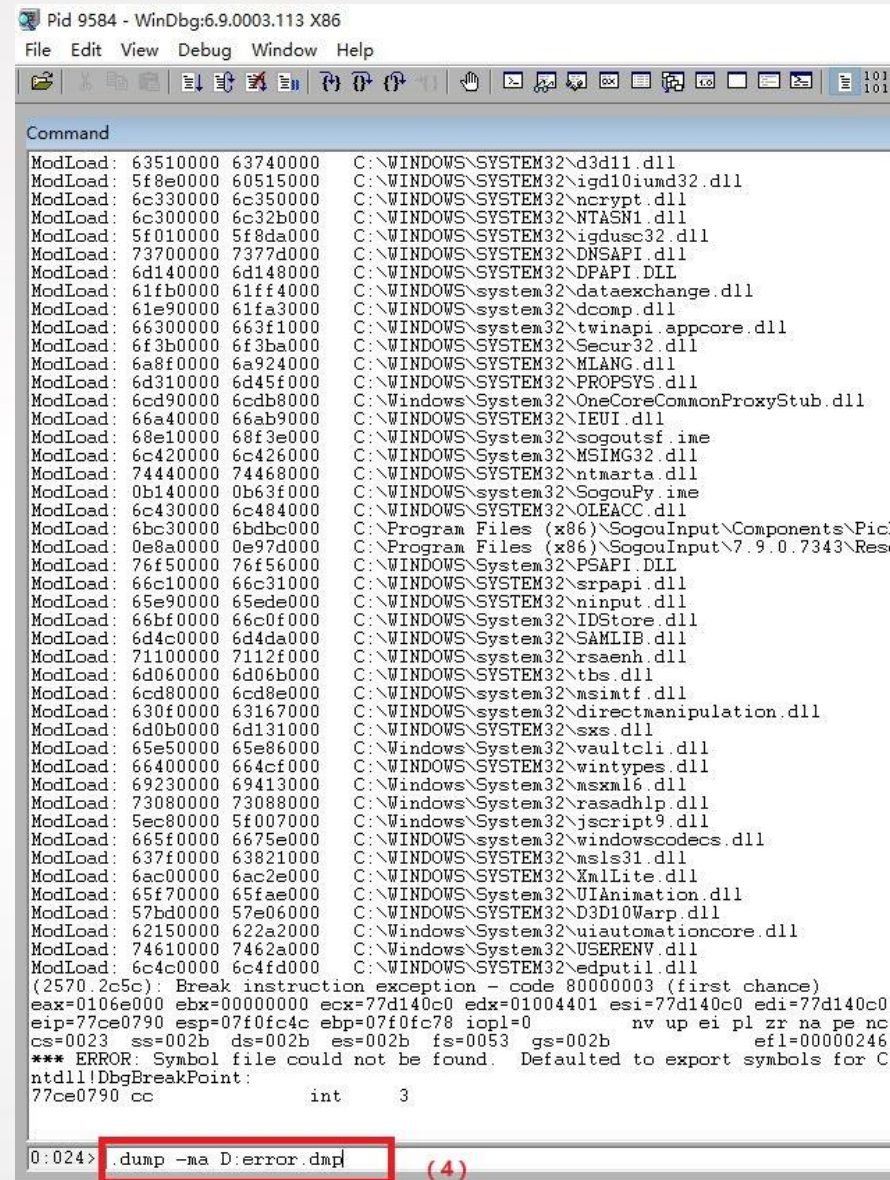 Pid 9584 - WinDbg:6.9.0003.113 X86
File Edit View Debug Window Help
Command
ModLoad: 63510000 63740000 C:\WINDOWS\SYSTEM32\d3d11.dll
ModLoad: 5f8e0000 60515000 C:\WINDOWS\SYSTEM32\igd10iumd32.dll
ModLoad: 6c330000 6c350000 C:\WINDOWS\SYSTEM32\ncrypt.dll
ModLoad: 6c300000 6c32b000 C:\WINDOWS\SYSTEM32\NTASN1.dll
ModLoad: 5f010000 5f8da000 C:\WINDOWS\SYSTEM32\igdusc32.dll
ModLoad: 73700000 7377d000 C:\WINDOWS\SYSTEM32\DNSAPI.dll
ModLoad: 6d140000 6d148000 C:\WINDOWS\SYSTEM32\DPAPI.DLL
ModLoad: 61fb0000 61ff4000 C:\WINDOWS\system32\dataexchange.dll
ModLoad: 61e90000 61fa3000 C:\WINDOWS\system32\dcomp.dll
ModLoad: 66300000 663f1000 C:\WINDOWS\system32\twinapi.appcore.dll
ModLoad: 6f3b0000 6f3ba000 C:\WINDOWS\SYSTEM32\Secur32.dll
ModLoad: 6a8f0000 6a924000 C:\WINDOWS\SYSTEM32\MLANG.dll
ModLoad: 6d310000 6d45f000 C:\WINDOWS\SYSTEM32\PROPSYS.dll
ModLoad: 6cd90000 6cdb8000 C:\Windows\System32\OneCoreCommonProxyStub.dll
ModLoad: 66a40000 66ab9000 C:\WINDOWS\SYSTEM32\IEUI.dll
ModLoad: 68e10000 68f3e000 C:\WINDOWS\System32\sogoutsf.ime
ModLoad: 6c420000 6c426000 C:\WINDOWS\System32\MSIMG32.dll
ModLoad: 74440000 74468000 C:\WINDOWS\SYSTEM32\ntmarta.dll
ModLoad: 0b140000 0b63f000 C:\WINDOWS\system32\SogouPy.ime
ModLoad: 6c430000 6c484000 C:\WINDOWS\SYSTEM32\OLEACC.dll
ModLoad: 6bc30000 6bdbc000 C:\Program Files (x86)\SogouInput\Components\Pic
ModLoad: 0e8a0000 0e97d000 C:\Program Files (x86)\SogouInput\7.9.0.7343\Res
ModLoad: 76f50000 76f56000 C:\WINDOWS\System32\PSAPI.DLL
ModLoad: 66c10000 66c31000 C:\WINDOWS\SYSTEM32\srpapi.dll
ModLoad: 65e90000 65ede000 C:\WINDOWS\SYSTEM32\ninput.dll
ModLoad: 66bf0000 66c0f000 C:\WINDOWS\System32\IDStore.dll
ModLoad: 6d4c0000 6d4da000 C:\WINDOWS\System32\SAMLIB.dll
ModLoad: 71100000 7112f000 C:\WINDOWS\system32\rsaenh.dll
ModLoad: 6d060000 6d06b000 C:\WINDOWS\SYSTEM32\tbs.dll
ModLoad: 6cd80000 6cd8e000 C:\WINDOWS\system32\msimtf.dll
ModLoad: 630f0000 63167000 C:\WINDOWS\system32\directmanipulation.dll
ModLoad: 6d0b0000 6d131000 C:\WINDOWS\SYSTEM32\sxs.dll
ModLoad: 65e50000 65e86000 C:\Windows\System32\vaultcli.dll
ModLoad: 66400000 664cf000 C:\WINDOWS\SYSTEM32\wintypes.dll
ModLoad: 69230000 69413000 C:\Windows\System32\msxml6.dll
ModLoad: 73080000 73088000 C:\Windows\System32\rasadhlp.dll
ModLoad: 5ec80000 5f007000 C:\Windows\System32\jscript9.dll
ModLoad: 665f0000 6675e000 C:\WINDOWS\system32\windowscodecs.dll
ModLoad: 637f0000 63821000 C:\WINDOWS\SYSTEM32\msls31.dll
ModLoad: 6ac00000 6ac2e000 C:\WINDOWS\SYSTEM32\XmlLite.dll
ModLoad: 65f70000 65fae000 C:\WINDOWS\System32\UIAnimation.dll
ModLoad: 57bd0000 57e06000 C:\WINDOWS\SYSTEM32\D3D10Warp.dll
ModLoad: 62150000 622a2000 C:\Windows\System32\uiautomationcore.dll
ModLoad: 74610000 7462a000 C:\Windows\System32\USERENV.dll
ModLoad: 6c4c0000 6c4fd000 C:\WINDOWS\SYSTEM32\edputil.dll
(2570.2c5c): Break instruction exception - code 80000003 (first chance)
eax=0106e000 ebx=00000000 ecx=77d140c0 edx=01004401 esi=77d140c0 edi=77d140c0
eip=77ce0790 esp=07f0fc4c ebp=07f0fc78 iopl=0 nv up ei pl zr na pe nc
cs=0023 ss=002b ds=002b es=002b fs=0053 gs=002b efl=00000246
*** ERROR: Symbol file could not be found. Defaulted to export symbols for C
ntdll!DbgBreakPoint:
77ce0790 cc int 3
0:024> .dump -ma D:error.dmp
(4)